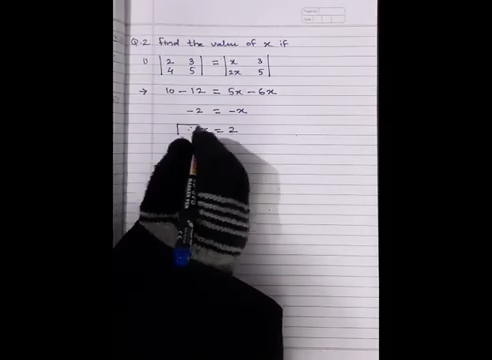 Q.2 Find the value of x if
1) | 2 3 | = | x 3 |
| 4 5 | | 2x 5 |
→ 10 - 12 = 5x - 6x
-2 = -x
= 2